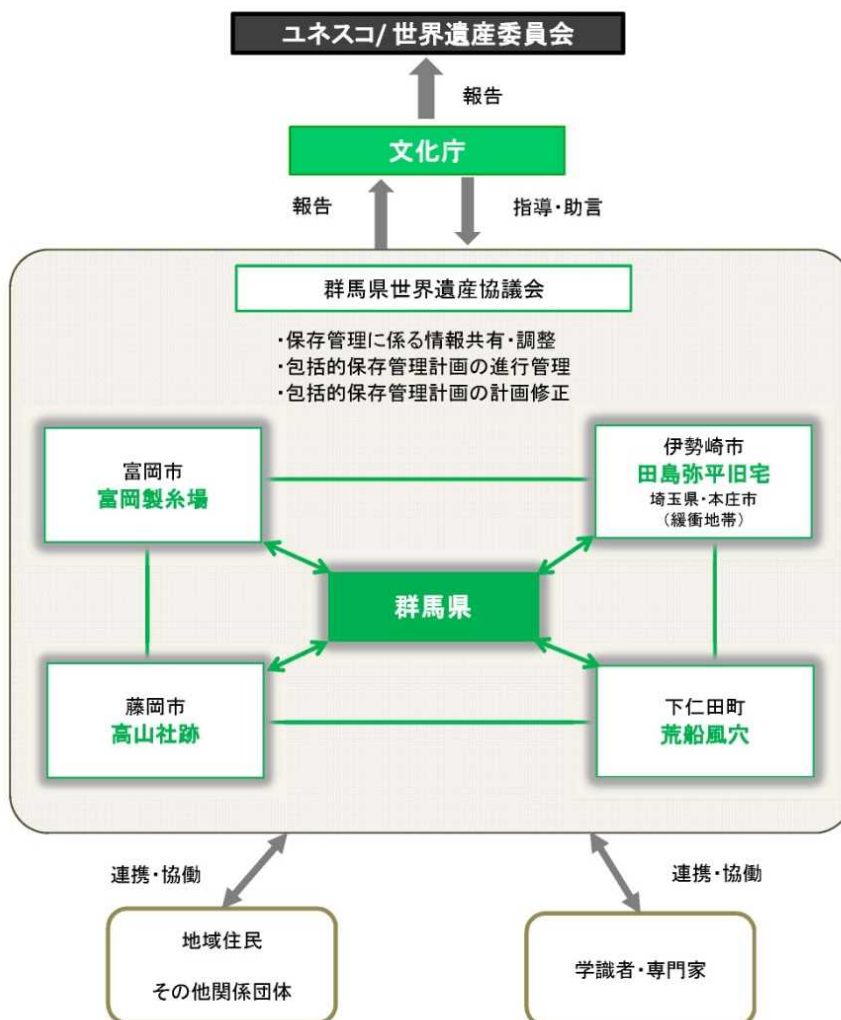 ユネスコ/世界遺産委員会
報告
文化庁
報告
指導・助言
群馬県世界遺産協議会
・保存管理に係る情報共有・調整
・包括的保存管理計画の進行管理
・包括的保存管理計画の計画修正
富岡市
富岡製糸場
伊勢崎市
田島弥平旧宅
埼玉県・本庄市
(緩衝地帯)
群馬県
藤岡市
高山社跡
下仁田町
荒船風穴
連携・協働
連携・協働
地域住民
その他関係団体
学識者・専門家